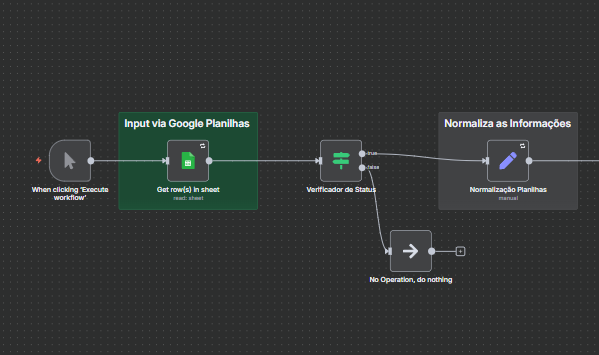 Input via Google Planilhas
Normaliza as Informações
true
false
When clicking ‘Execute
workflow’
Get row(s) in sheet
read: sheet
Verificador de Status
Normalização Planilhas
manual
No Operation, do nothing